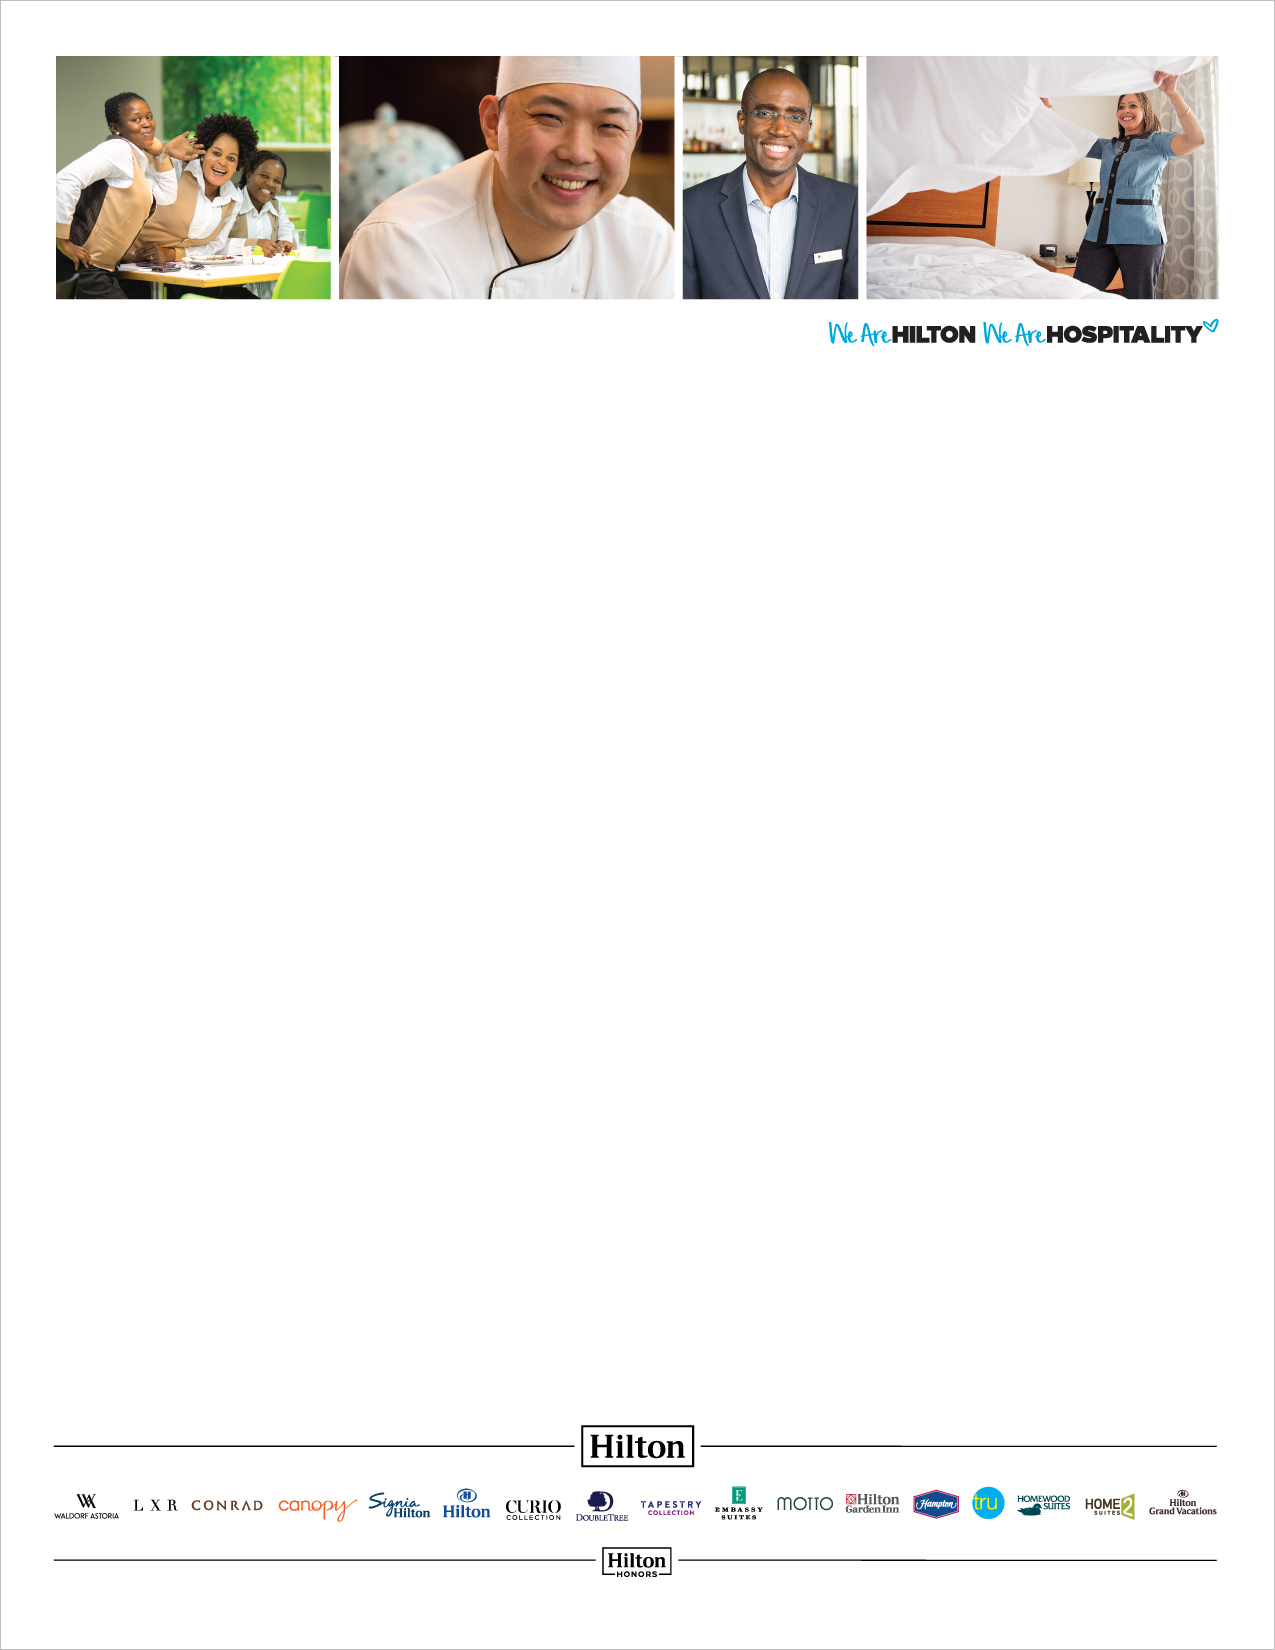 We Are HILTON We Are HOSPITALITY
Hilton
WALDORF ASTORIA
LXR
CONRAD
canopy
Signia
Hilton
Hilton
CURIO
COLLECTION
DOUBLETREE
TAPESTRY
COLLECTION
E
EMBASSY
SUITES
MOTTO
Hilton
Garden Inn
Hampton
tru
HOMEWOOD
SUITES
HOME2
SUITES
Hilton
Grand Vacations
Hilton
HONORS